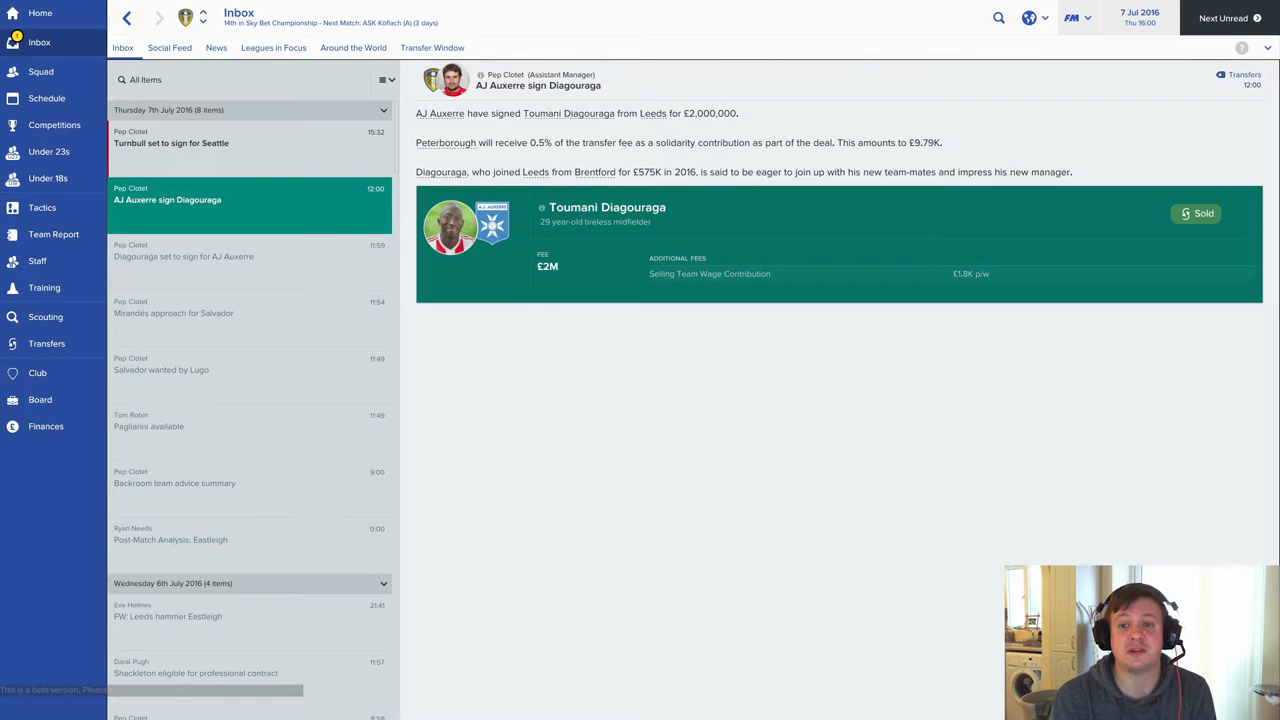 Home
1
Inbox
Squad
Schedule
Competitions
Under 23s
Under 18s
Tactics
Team Report
Staff
Training
Scouting
Transfers
Club
Board
Finances
This is a beta version. Please
Inbox
14th in Sky Bet Championship - Next Match: ASK Köflach (A) (3 days)
FM
7 Jul 2016
Thu 16:00
Next Unread
Inbox Social Feed News Leagues in Focus Around the World Transfer Window
?
All Items
Thursday 7th July 2016 (8 items)
Pep Clotet 15:32
Turnbull set to sign for Seattle
Pep Clotet 12:00
AJ Auxerre sign Diagouraga
Pep Clotet 11:59
Diagouraga set to sign for AJ Auxerre
Pep Clotet 11:54
Mirandés approach for Salvador
Pep Clotet 11:49
Salvador wanted by Lugo
Tom Robin 11:49
Pagliarini available
Pep Clotet 9:00
Backroom team advice summary
Ryan Needs 0:00
Post-Match Analysis: Eastleigh
Wednesday 6th July 2016 (4 items)
Eva Holmes 21:41
FW: Leeds hammer Eastleigh
Daral Pugh 11:57
Shackleton eligible for professional contract
Pep Clotet 8:58
Pep Clotet (Assistant Manager)
AJ Auxerre sign Diagouraga
Transfers
12:00
AJ Auxerre have signed Toumani Diagouraga from Leeds for £2,000,000.
Peterborough will receive 0.5% of the transfer fee as a solidarity contribution as part of the deal. This amounts to £9.79K.
Diagouraga, who joined Leeds from Brentford for £575K in 2016, is said to be eager to join up with his new team-mates and impress his new manager.
A.J. AUXERRE
Toumani Diagouraga
29 year-old tireless midfielder
Sold
FEE
£2M
ADDITIONAL FEES
Selling Team Wage Contribution £1.8K p/w